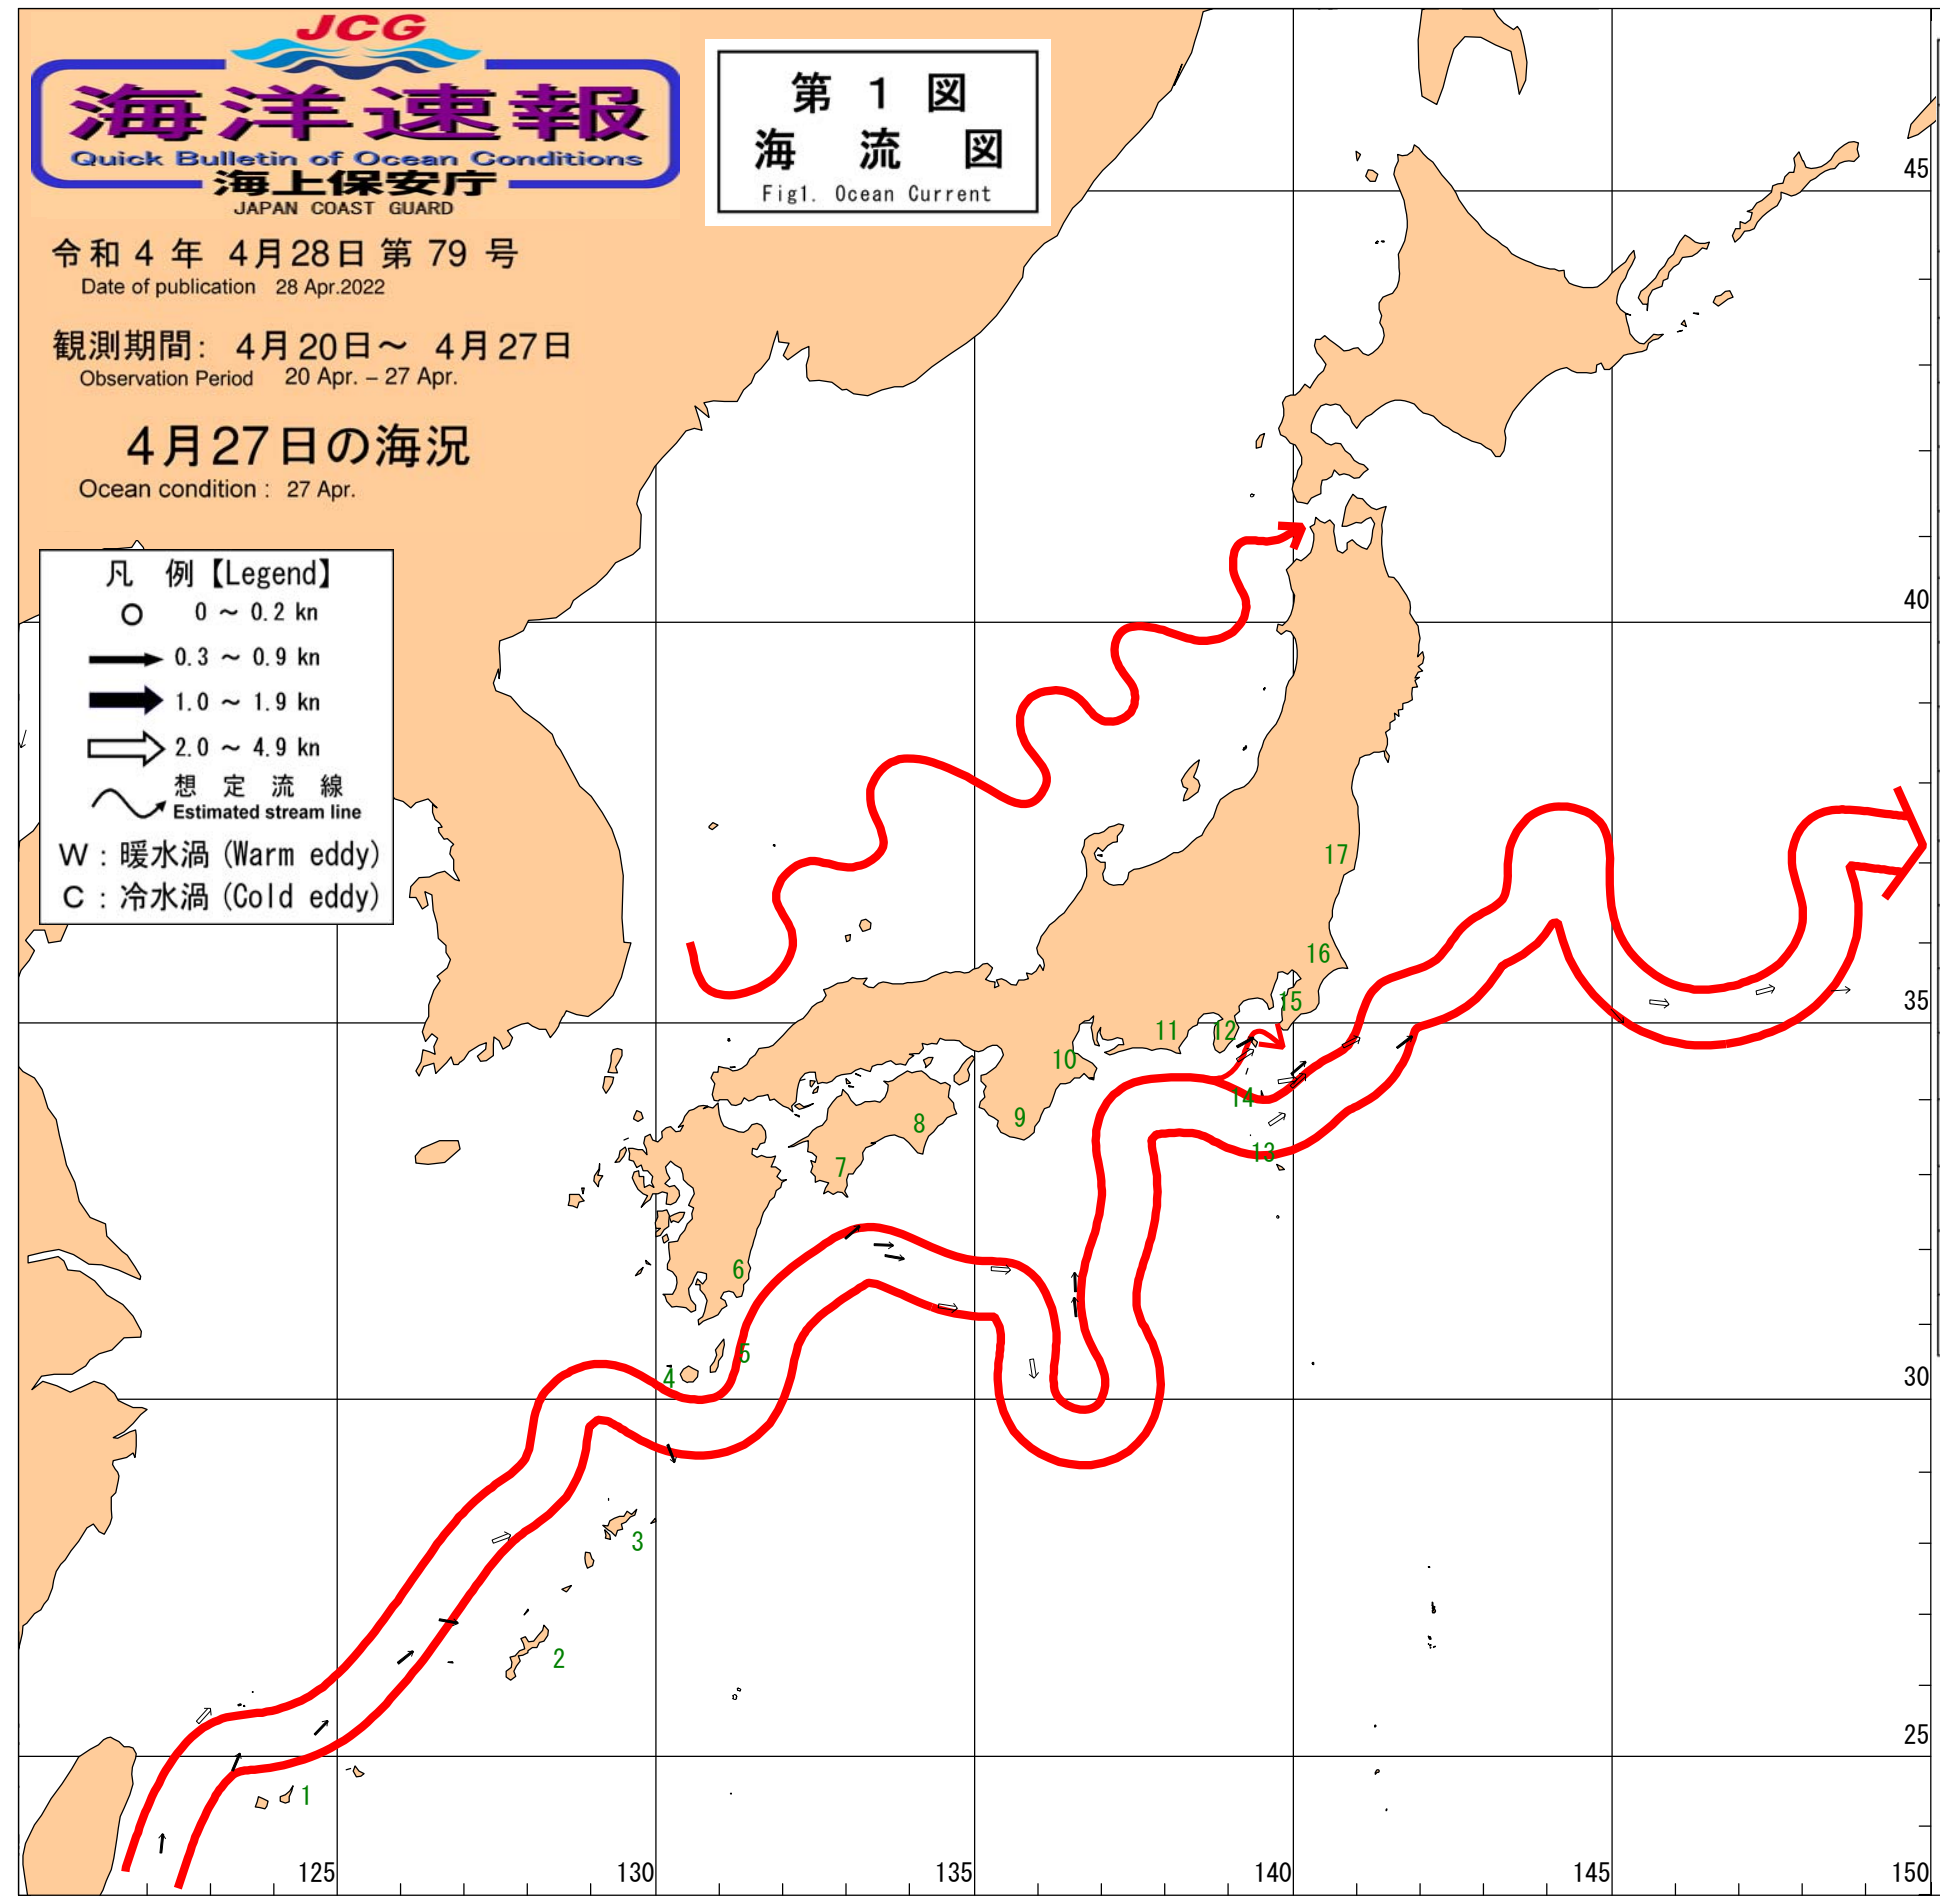 JCG
海洋速報
Quick Bulletin of Ocean Conditions
海上保安庁
JAPAN COAST GUARD
第 1 図
海 流 図
Fig1. Ocean Current
令和 4 年 4月28日 第 79 号
Date of publication 28 Apr.2022
観測期間: 4月20日～ 4月27日
Observation Period 20 Apr. – 27 Apr.
4月27日の海況
Ocean condition : 27 Apr.
凡 例【Legend】
0 ～ 0.2 kn
0.3 ～ 0.9 kn
1.0 ～ 1.9 kn
2.0 ～ 4.9 kn
想 定 流 線
Estimated stream line
W : 暖水渦 (Warm eddy)
C : 冷水渦 (Cold eddy)
45
40
35
30
25
17
16
15
12
11
10
14
9
8
13
7
6
5
4
3
2
1
125
130
135
140
145
150